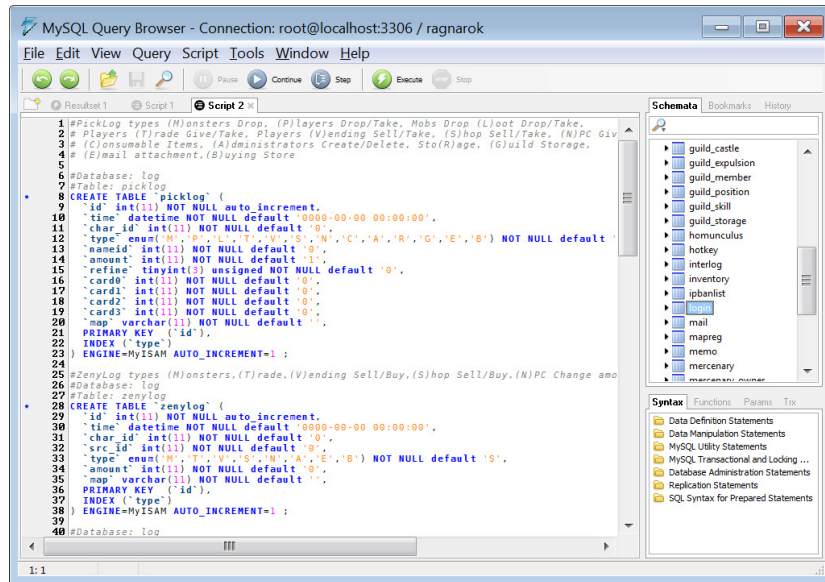 MySQL Query Browser - Connection: root@localhost:3306 / ragnarok
File Edit View Query Script Tools Window Help
Pause Continue Step Execute Stop
Resultset 1 Script 1 Script 2
1 #PickLog types (M)onsters Drop, (P)layers Drop/Take, Mobs Drop (L)oot Drop/Take,
2 # Players (T)rade Give/Take, Players (V)ending Sell/Take, (S)hop Sell/Take, (N)PC Giv
3 # (C)onsumable Items, (A)dministrators Create/Delete, Sto(R)age, (G)uild Storage,
4 # (E)mail attachment,(B)uying Store
5
6 #Database: log
7 #Table: picklog
8 CREATE TABLE `picklog` (
9 `id` int(11) NOT NULL auto_increment,
10 `time` datetime NOT NULL default '0000-00-00 00:00:00',
11 `char_id` int(11) NOT NULL default '0',
12 `type` enum('M','P','L','T','V','S','N','C','A','R','G','E','B') NOT NULL default '
13 `nameid` int(11) NOT NULL default '0',
14 `amount` int(11) NOT NULL default '1',
15 `refine` tinyint(3) unsigned NOT NULL default '0',
16 `card0` int(11) NOT NULL default '0',
17 `card1` int(11) NOT NULL default '0',
18 `card2` int(11) NOT NULL default '0',
19 `card3` int(11) NOT NULL default '0',
20 `map` varchar(11) NOT NULL default '',
21 PRIMARY KEY (`id`),
22 INDEX (`type`)
23 ) ENGINE=MyISAM AUTO_INCREMENT=1 ;
24
25 #ZenyLog types (M)onsters,(T)rade,(V)ending Sell/Buy,(S)hop Sell/Buy,(N)PC Change amo
26 #Database: log
27 #Table: zenylog
28 CREATE TABLE `zenylog` (
29 `id` int(11) NOT NULL auto_increment,
30 `time` datetime NOT NULL default '0000-00-00 00:00:00',
31 `char_id` int(11) NOT NULL default '0',
32 `src_id` int(11) NOT NULL default '0',
33 `type` enum('M','T','V','S','N','A','E','B') NOT NULL default 'S',
34 `amount` int(11) NOT NULL default '0',
35 `map` varchar(11) NOT NULL default '',
36 PRIMARY KEY (`id`),
37 INDEX (`type`)
38 ) ENGINE=MyISAM AUTO_INCREMENT=1 ;
39
40 #Database: log
1: 1
Schemata Bookmarks History
guild_castle
guild_expulsion
guild_member
guild_position
guild_skill
guild_storage
homunculus
hotkey
interlog
inventory
ipbanlist
login
mail
mapreg
memo
mercenary
mercenary_owner
Syntax Functions Params Trx
Data Definition Statements
Data Manipulation Statements
MySQL Utility Statements
MySQL Transactional and Locking ...
Database Administration Statements
Replication Statements
SQL Syntax for Prepared Statements